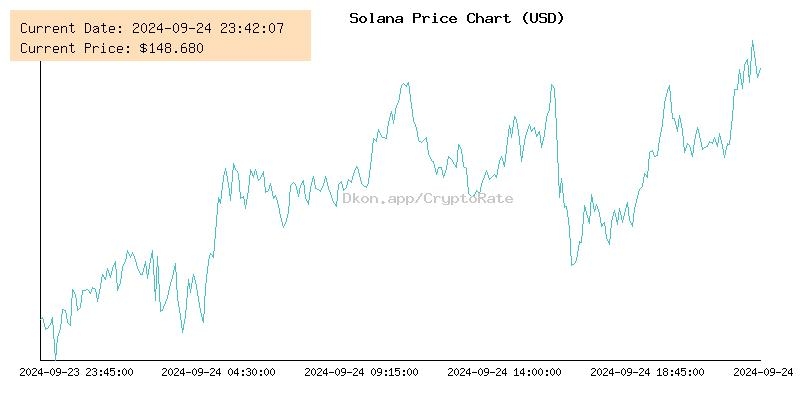 Solana Price Chart (USD)
Current Date: 2024-09-24 23:42:07
Current Price: $148.680
Dkon.app/CryptoRate
2024-09-23 23:45:00 2024-09-24 04:30:00 2024-09-24 09:15:00 2024-09-24 14:00:00 2024-09-24 18:45:00 2024-09-24